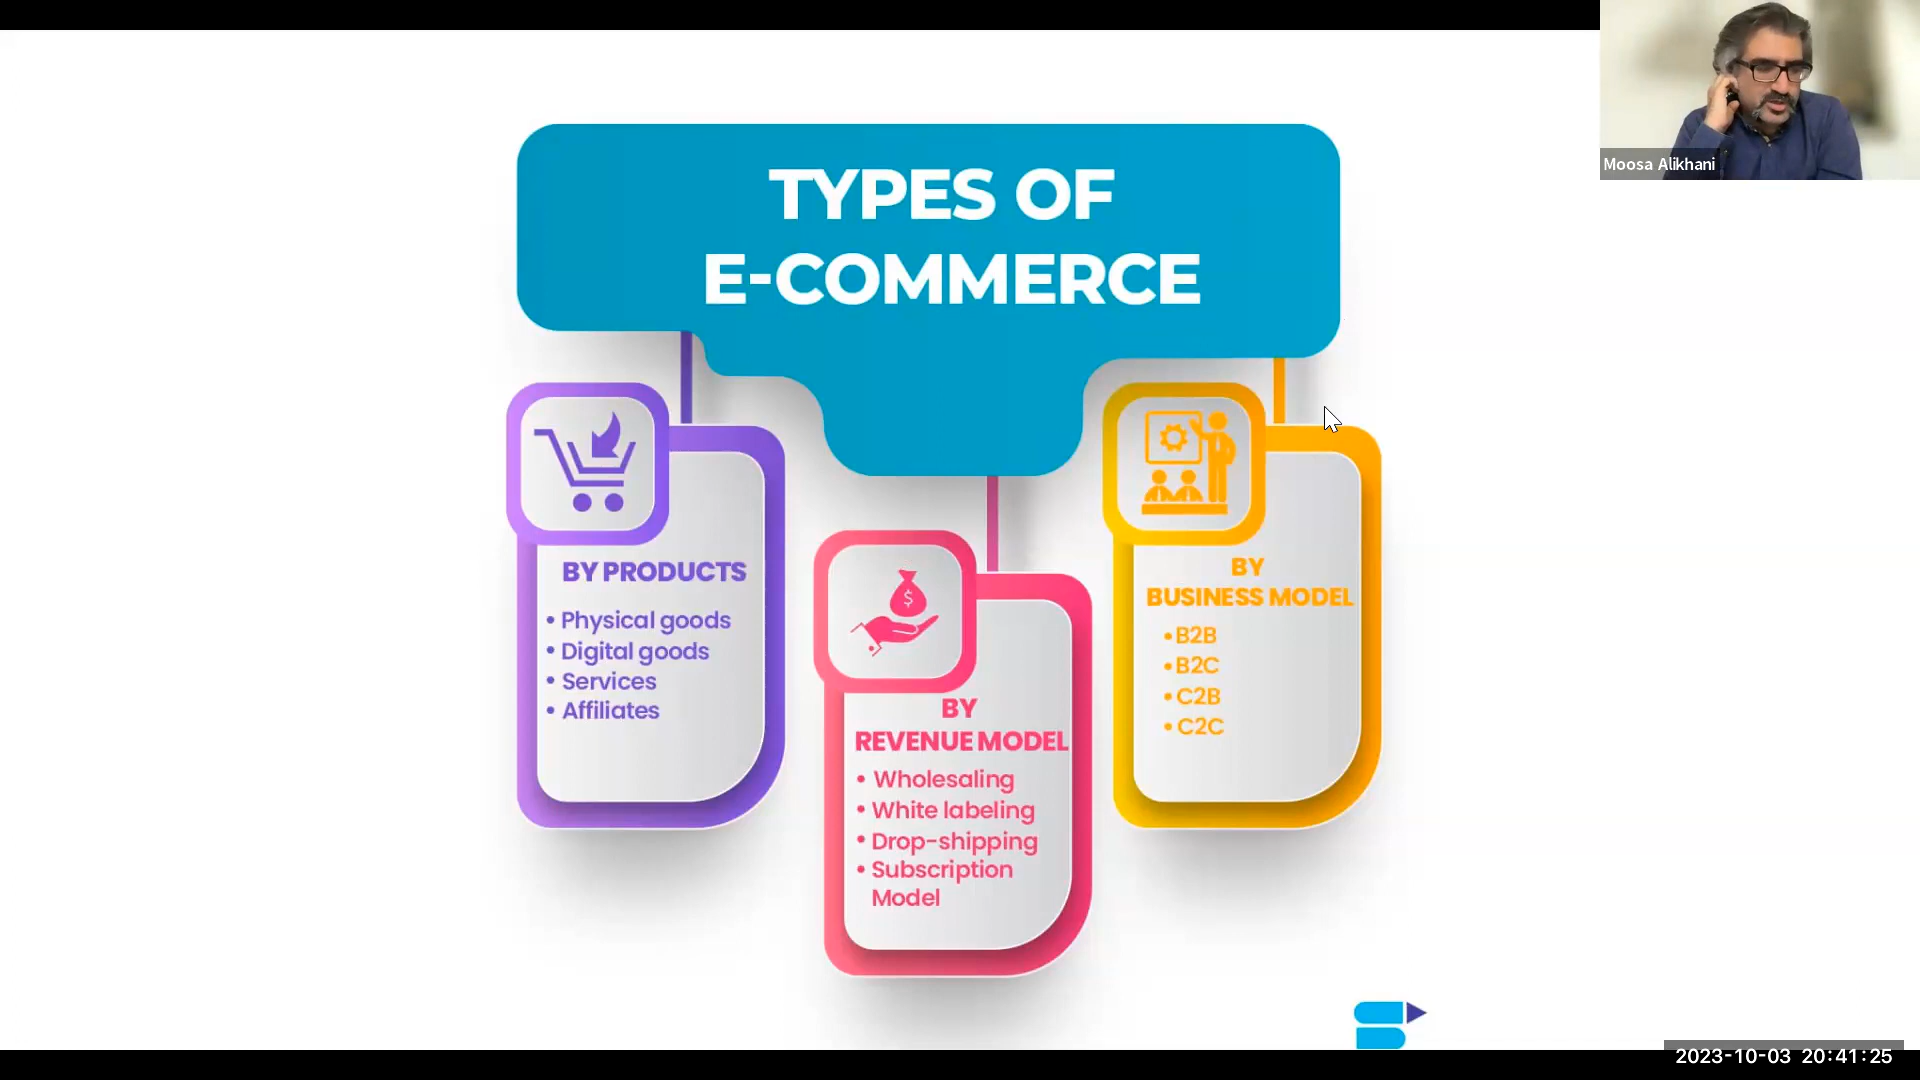 Moosa Alikhani
TYPES OF
E-COMMERCE
BY PRODUCTS
• Physical goods
• Digital goods
• Services
• Affiliates
BY
REVENUE MODEL
• Wholesaling
• White labeling
• Drop-shipping
• Subscription
Model
BY
BUSINESS MODEL
• B2B
• B2C
• C2B
• C2C
2023-10-03 20:41:25